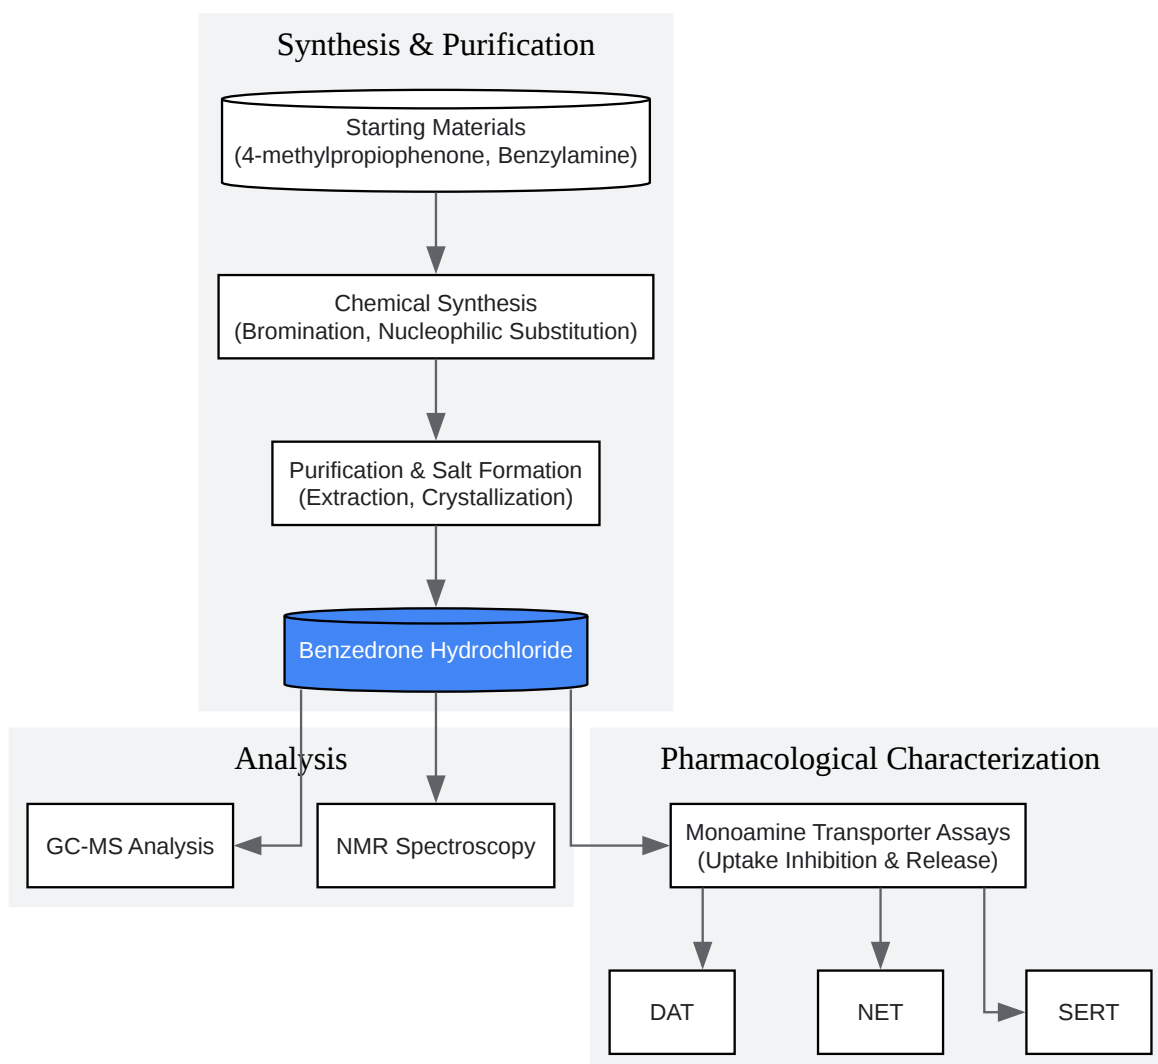 Synthesis & Purification
Starting Materials
(4-methylpropiophenone, Benzylamine)
Chemical Synthesis
(Bromination, Nucleophilic Substitution)
Purification & Salt Formation
(Extraction, Crystallization)
Benzedrone Hydrochloride
Analysis
GC-MS Analysis
NMR Spectroscopy
Pharmacological Characterization
Monoamine Transporter Assays
(Uptake Inhibition & Release)
DAT
NET
SERT